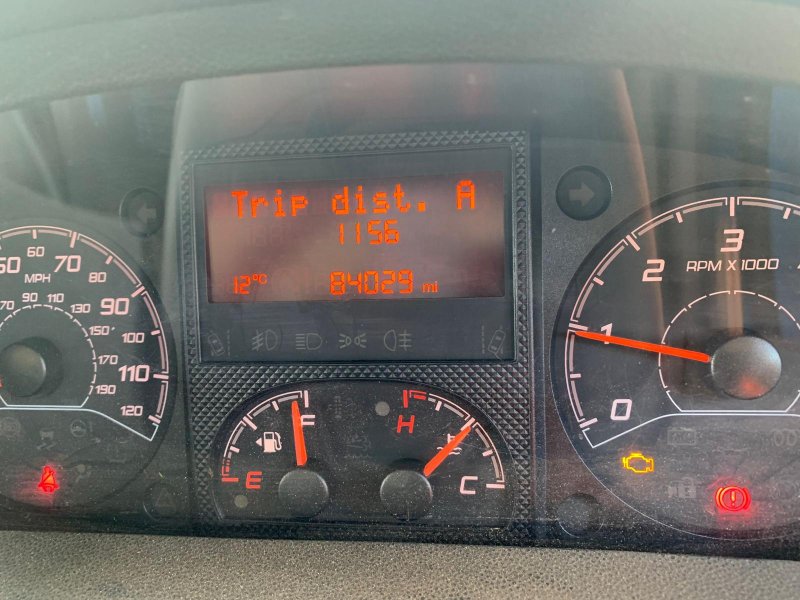 Trip dist. A
1156
12°C 84029 mi
60 70 80 90 100 110 120
MPH
70 90 110 130 150 170 190
F
E
H
C
0 1 2 3
RPM X 1000